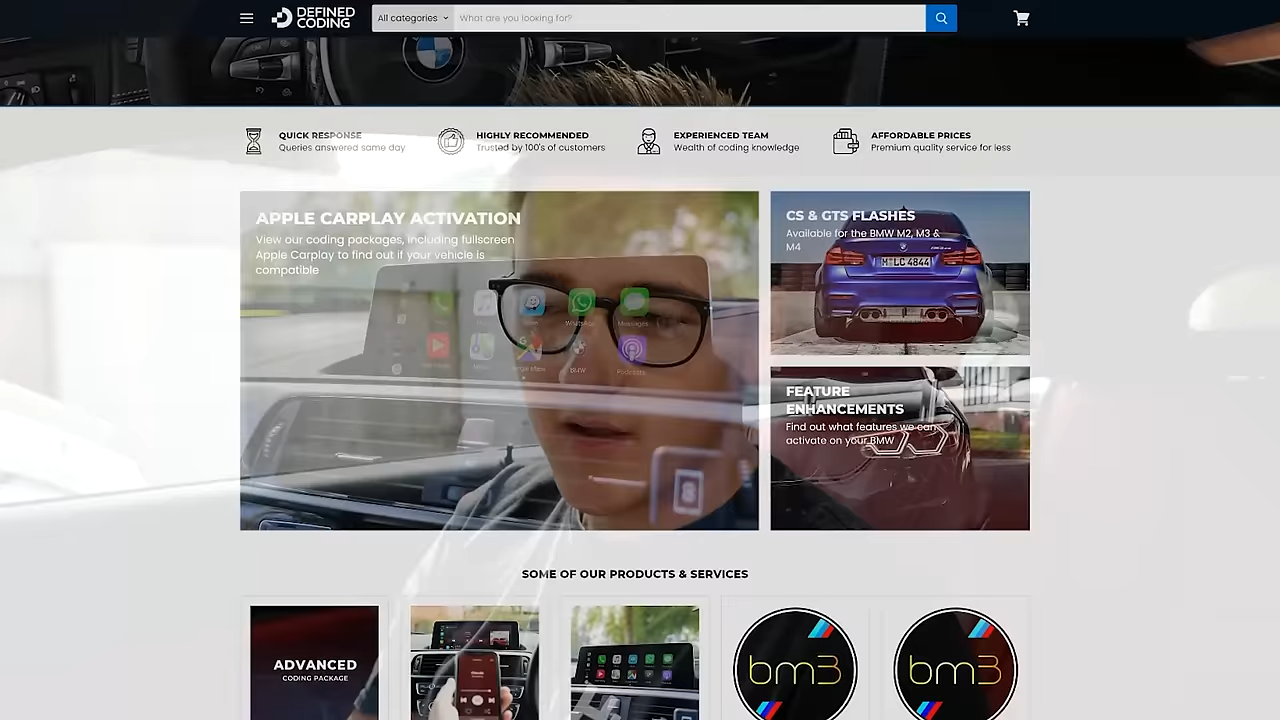 DEFINED
CODING
All categories
What are you looking for?
QUICK RESPONSE
Queries answered same day
HIGHLY RECOMMENDED
Trusted by 100's of customers
EXPERIENCED TEAM
Wealth of coding knowledge
AFFORDABLE PRICES
Premium quality service for less
APPLE CARPLAY ACTIVATION
View our coding packages, including fullscreen
Apple Carplay to find out if your vehicle is
compatible
WhatsApp
Messages
BMW
Podcasts
CS & GTS FLASHES
Available for the BMW M2, M3 &
M4
M LC 4844
FEATURE
ENHANCEMENTS
Find out what features we can
activate on your BMW
SOME OF OUR PRODUCTS & SERVICES
ADVANCED
CODING PACKAGE
bm3
bm3